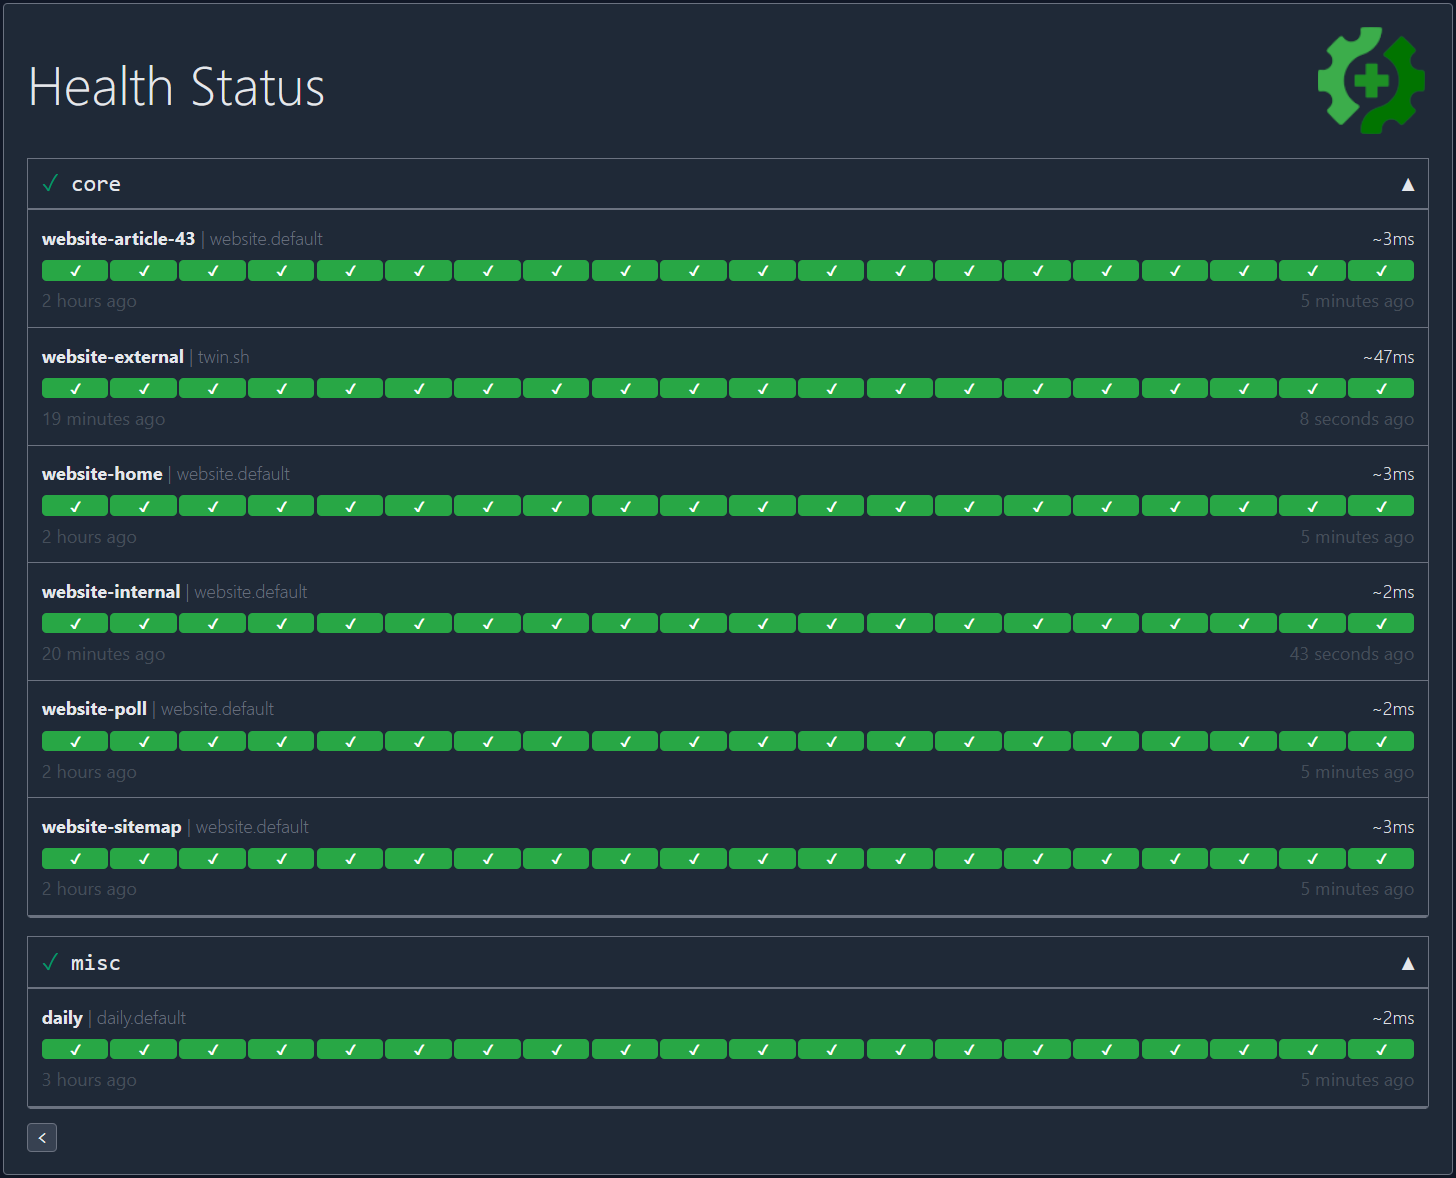 Health Status
✓ core ▲
website-article-43 | website.default ~3ms
✓ ✓ ✓ ✓ ✓ ✓ ✓ ✓ ✓ ✓ ✓ ✓ ✓ ✓ ✓ ✓ ✓ ✓ ✓ ✓
2 hours ago 5 minutes ago
website-external | twin.sh ~47ms
✓ ✓ ✓ ✓ ✓ ✓ ✓ ✓ ✓ ✓ ✓ ✓ ✓ ✓ ✓ ✓ ✓ ✓ ✓ ✓
19 minutes ago 8 seconds ago
website-home | website.default ~3ms
✓ ✓ ✓ ✓ ✓ ✓ ✓ ✓ ✓ ✓ ✓ ✓ ✓ ✓ ✓ ✓ ✓ ✓ ✓ ✓
2 hours ago 5 minutes ago
website-internal | website.default ~2ms
✓ ✓ ✓ ✓ ✓ ✓ ✓ ✓ ✓ ✓ ✓ ✓ ✓ ✓ ✓ ✓ ✓ ✓ ✓ ✓
20 minutes ago 43 seconds ago
website-poll | website.default ~2ms
✓ ✓ ✓ ✓ ✓ ✓ ✓ ✓ ✓ ✓ ✓ ✓ ✓ ✓ ✓ ✓ ✓ ✓ ✓ ✓
2 hours ago 5 minutes ago
website-sitemap | website.default ~3ms
✓ ✓ ✓ ✓ ✓ ✓ ✓ ✓ ✓ ✓ ✓ ✓ ✓ ✓ ✓ ✓ ✓ ✓ ✓ ✓
2 hours ago 5 minutes ago
✓ misc ▲
daily | daily.default ~2ms
✓ ✓ ✓ ✓ ✓ ✓ ✓ ✓ ✓ ✓ ✓ ✓ ✓ ✓ ✓ ✓ ✓ ✓ ✓ ✓
3 hours ago 5 minutes ago
<